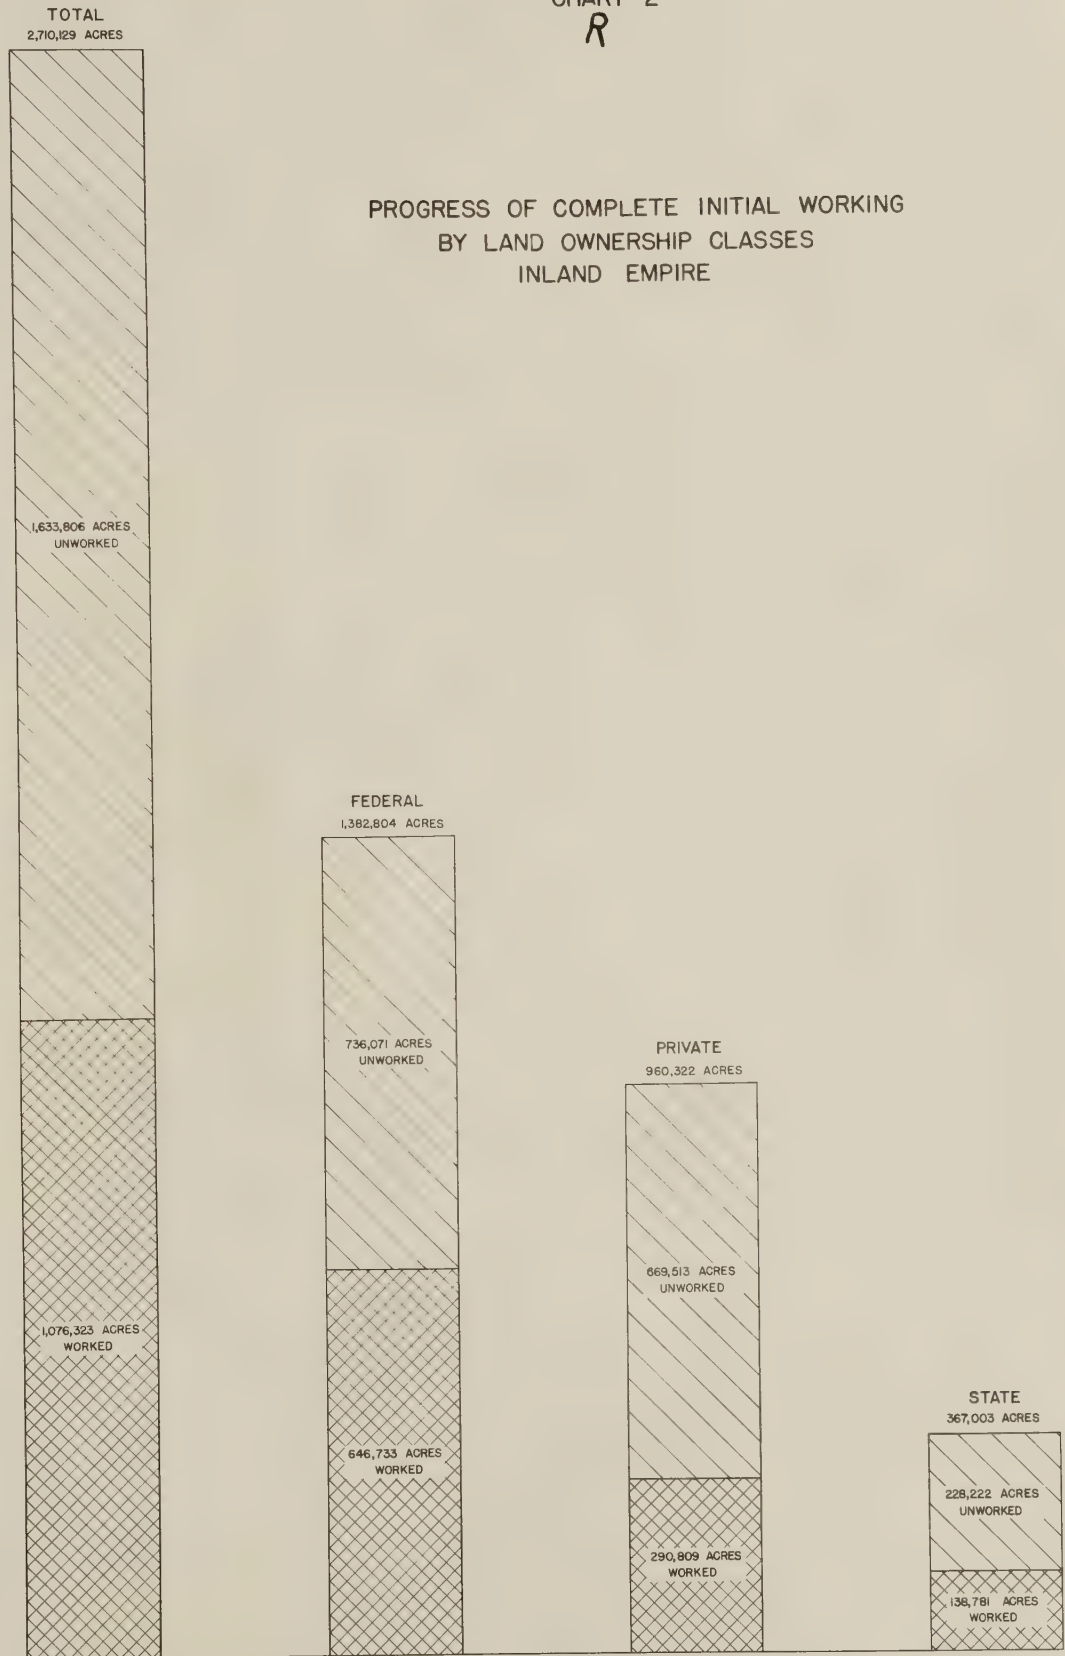 CHART 2
R
TOTAL
2,710,129 ACRES
PROGRESS OF COMPLETE INITIAL WORKING
BY LAND OWNERSHIP CLASSES
INLAND EMPIRE
1,633,806 ACRES
UNWORKED
1,076,323 ACRES
WORKED
FEDERAL
1,382,804 ACRES
736,071 ACRES
UNWORKED
646,733 ACRES
WORKED
PRIVATE
960,322 ACRES
669,513 ACRES
UNWORKED
290,809 ACRES
WORKED
STATE
367,003 ACRES
228,222 ACRES
UNWORKED
138,781 ACRES
WORKED